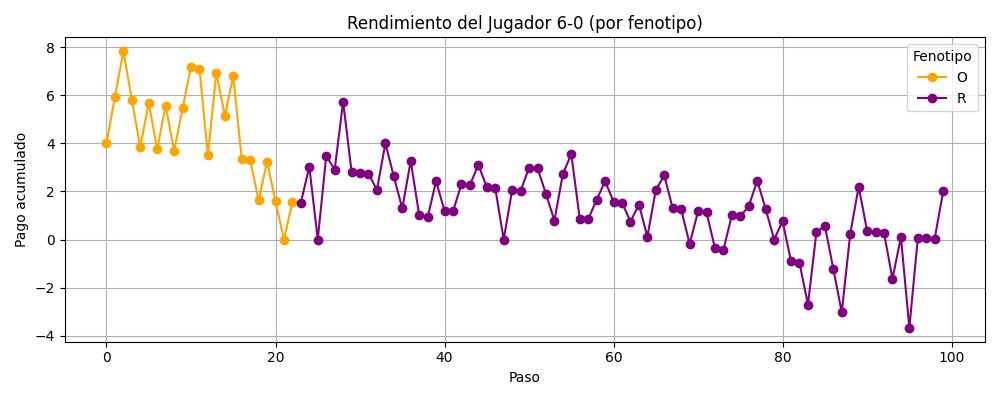 Rendimiento del Jugador 6-0 (por fenotipo)
Pago acumulado
8
6
4
2
0
−2
−4
Fenotipo
O
R
0 20 40 60 80 100
Paso